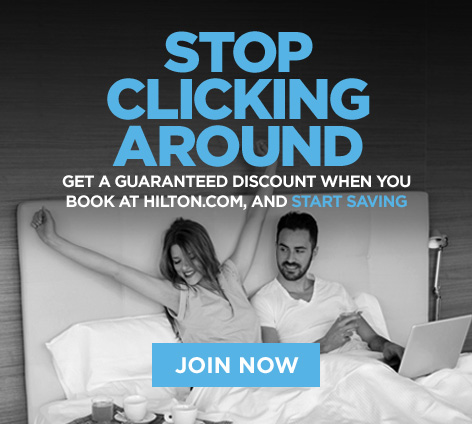 STOP
CLICKING
AROUND
GET A GUARANTEED DISCOUNT WHEN YOU
BOOK AT HILTON.COM, AND START SAVING
JOIN NOW